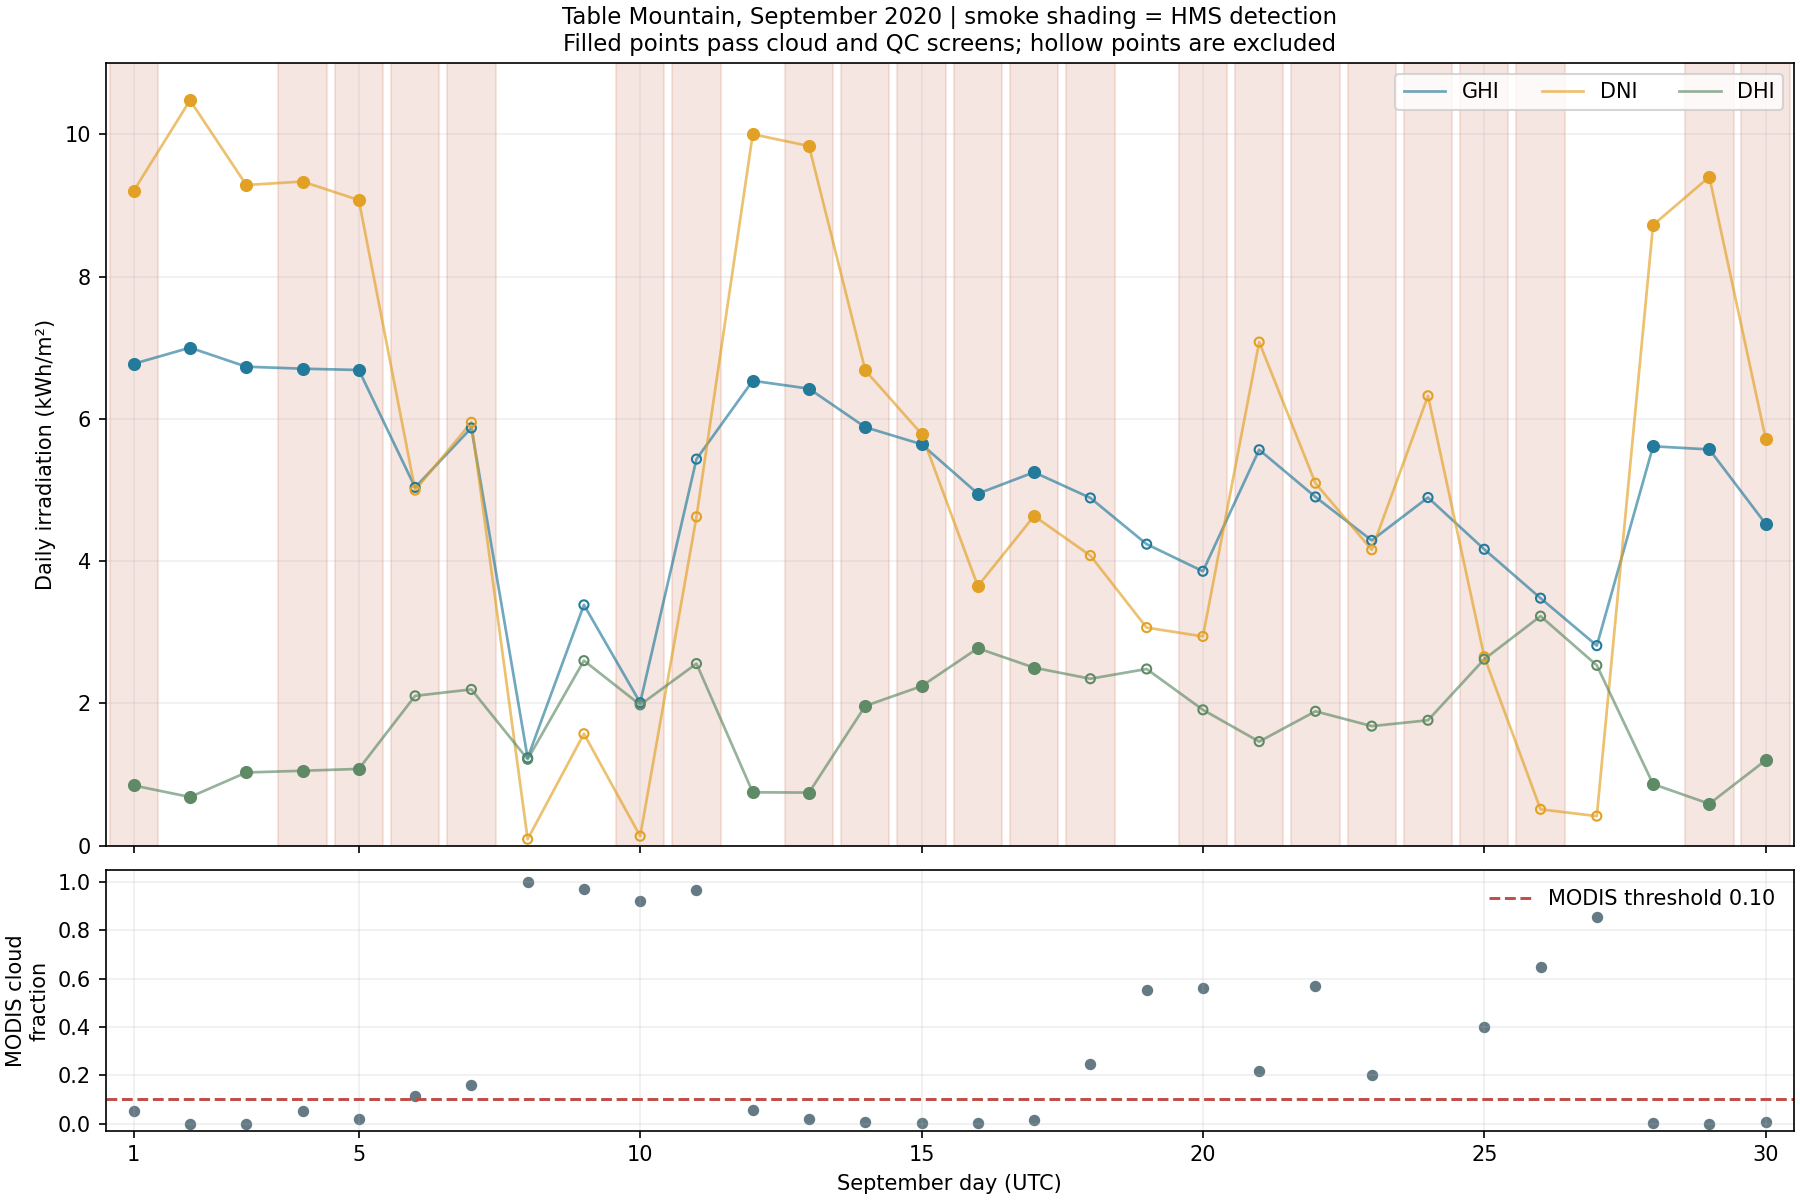 Table Mountain, September 2020 | smoke shading = HMS detection
Filled points pass cloud and QC screens; hollow points are excluded
GHI DNI DHI
Daily irradiation (kWh/m²)
10
8
6
4
2
0
MODIS threshold 0.10
MODIS cloud
fraction
1.0
0.8
0.6
0.4
0.2
0.0
1 5 10 15 20 25 30
September day (UTC)